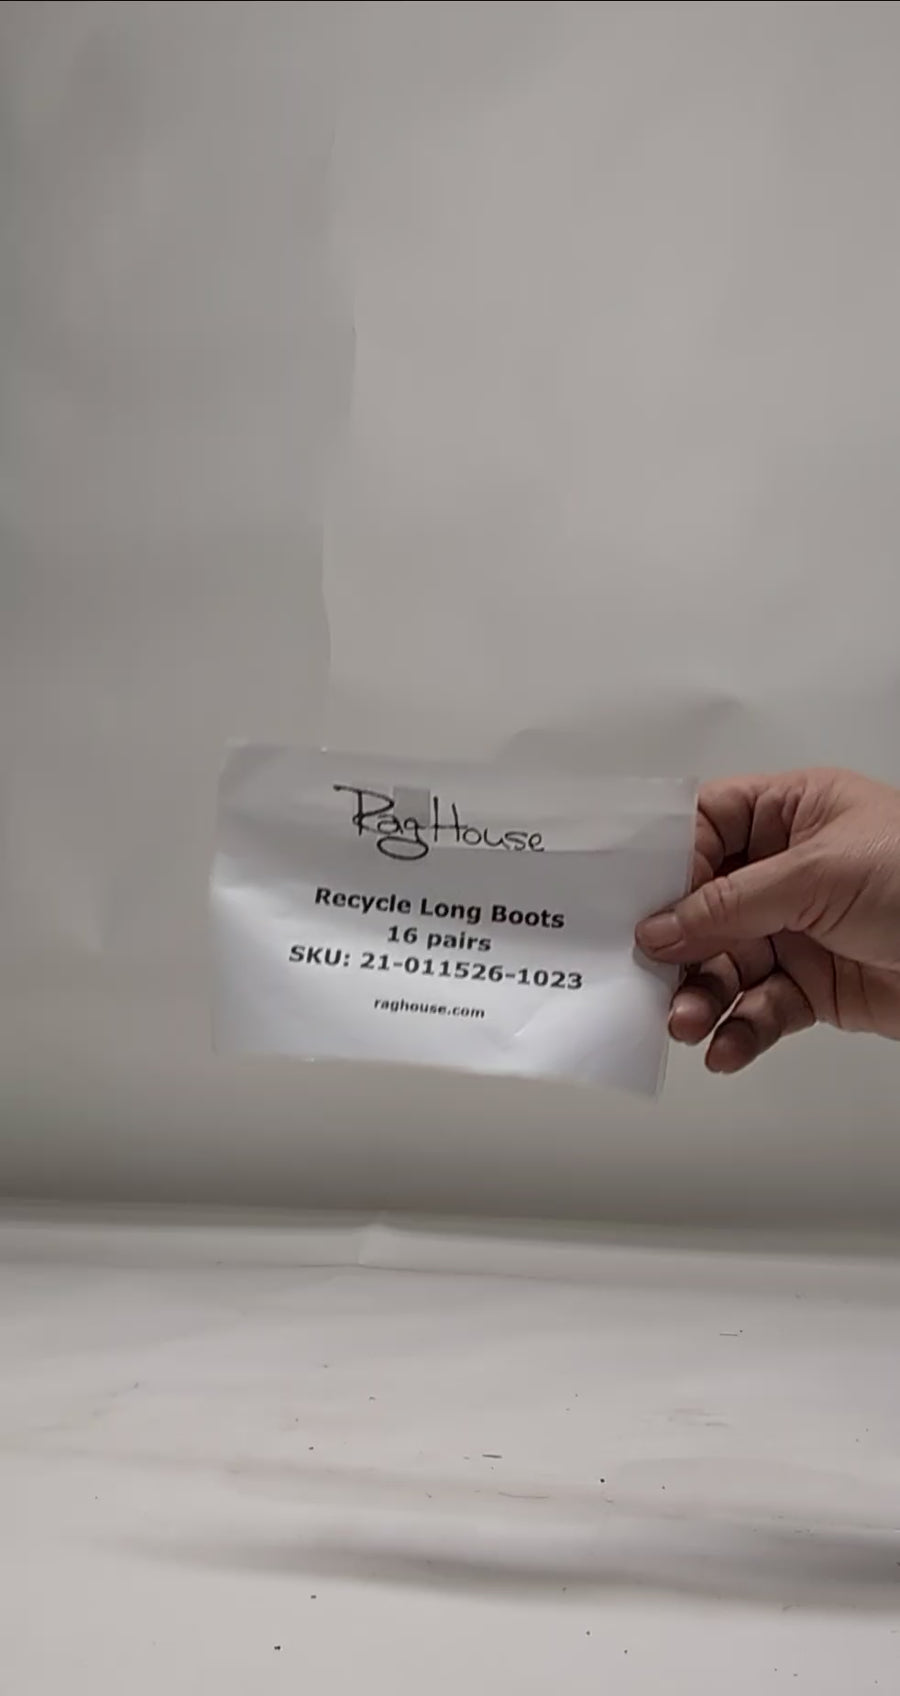 RagHouse
Recycle Long Boots
16 pairs
SKU: 21-011526-1023
raghouse.com